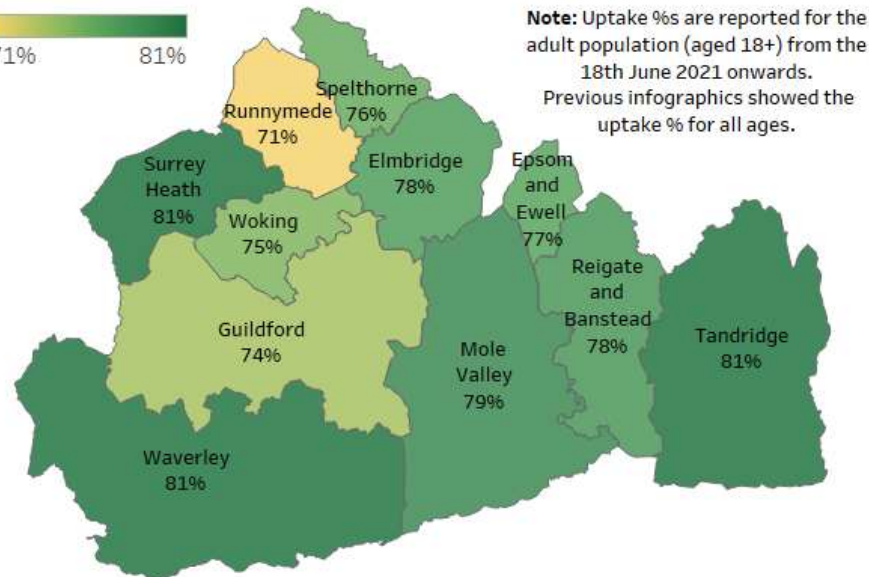 71%
81%
Note: Uptake %s are reported for the
adult population (aged 18+) from the
18th June 2021 onwards.
Previous infographics showed the
uptake % for all ages.
Spelthorne
76%
Runnymede
71%
Elmbridge
78%
Epsom
and
Ewell
77%
Surrey
Heath
81%
Woking
75%
Reigate
and
Banstead
78%
Guildford
74%
Mole
Valley
79%
Tandridge
81%
Waverley
81%